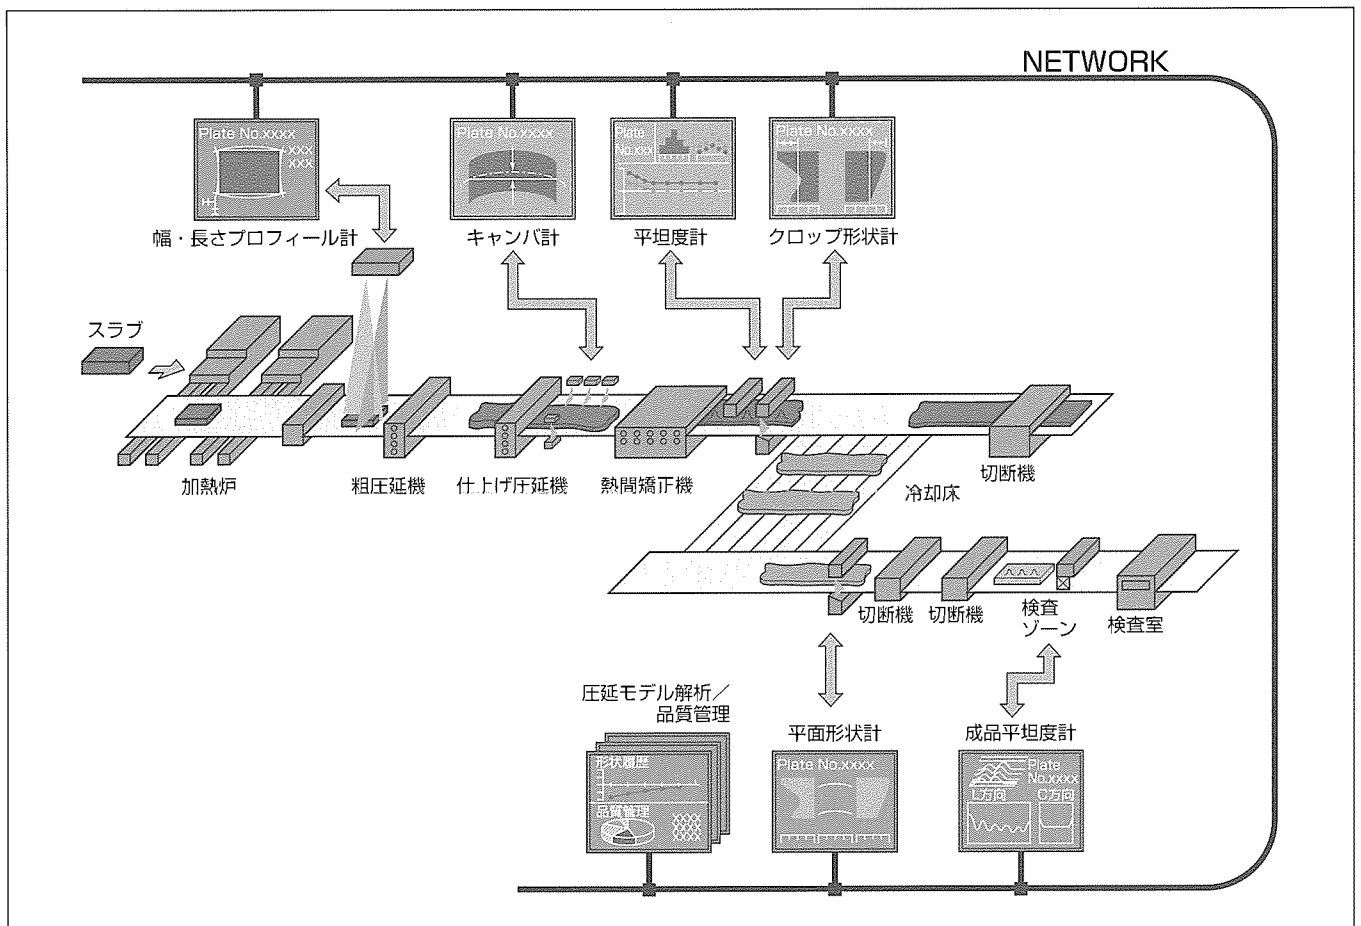 NETWORK
Plate No.xxxx
xxx
xxx
幅・長さプロフィール計
Plate No.xxxx
キャンバ計
Plate
No.xxx
平坦度計
Plate No.xxxx
クロップ形状計
スラブ
加熱炉
粗圧延機
仕上げ圧延機
熱間矯正機
冷却床
切断機
切断機
切断機
検査
ゾーン
検査室
圧延モデル解析／
品質管理
形状履歴
品質管理
XXXX
XXXX
XXXX
平面形状計
Plate No.xxxx
成品平坦度計
Plate
No.xxxx
L方向
C方向